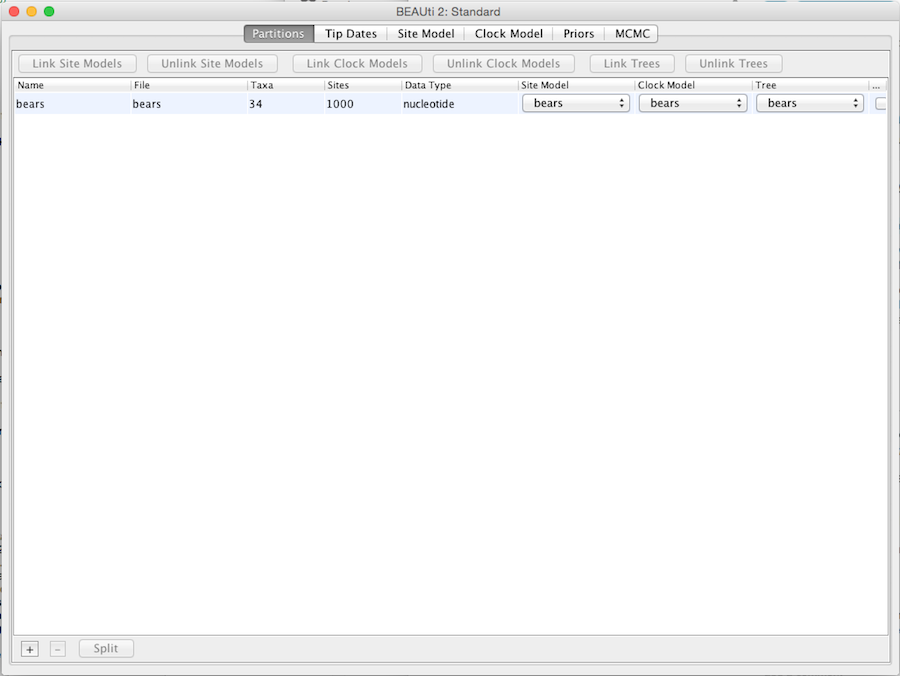 BEAUti 2: Standard
Partitions Tip Dates Site Model Clock Model Priors MCMC
Link Site Models Unlink Site Models Link Clock Models Unlink Clock Models Link Trees Unlink Trees
Name File Taxa Sites Data Type Site Model Clock Model Tree ...
bears bears 34 1000 nucleotide bears bears bears
+ - Split